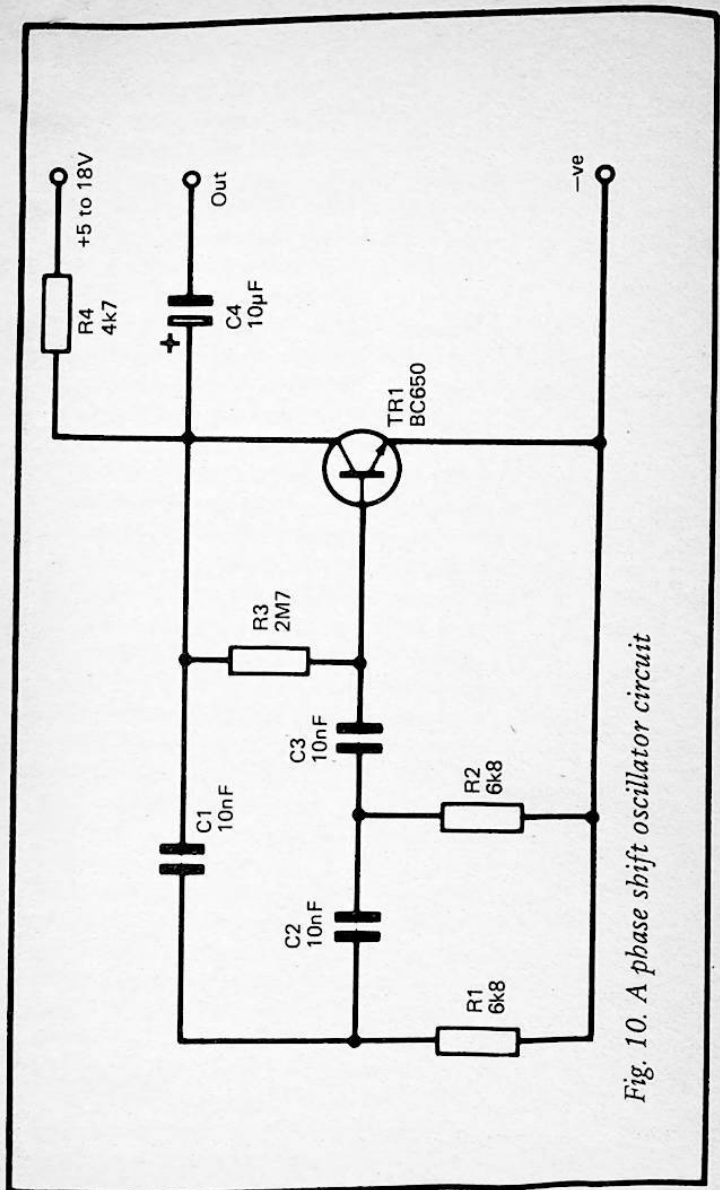 R4
4k7
+5 to 18V
+
C4
10μF
Out
C1
10nF
R3
2M7
TR1
BC650
C2
10nF
C3
10nF
R1
6k8
R2
6k8
−ve
Fig. 10. A phase shift oscillator circuit